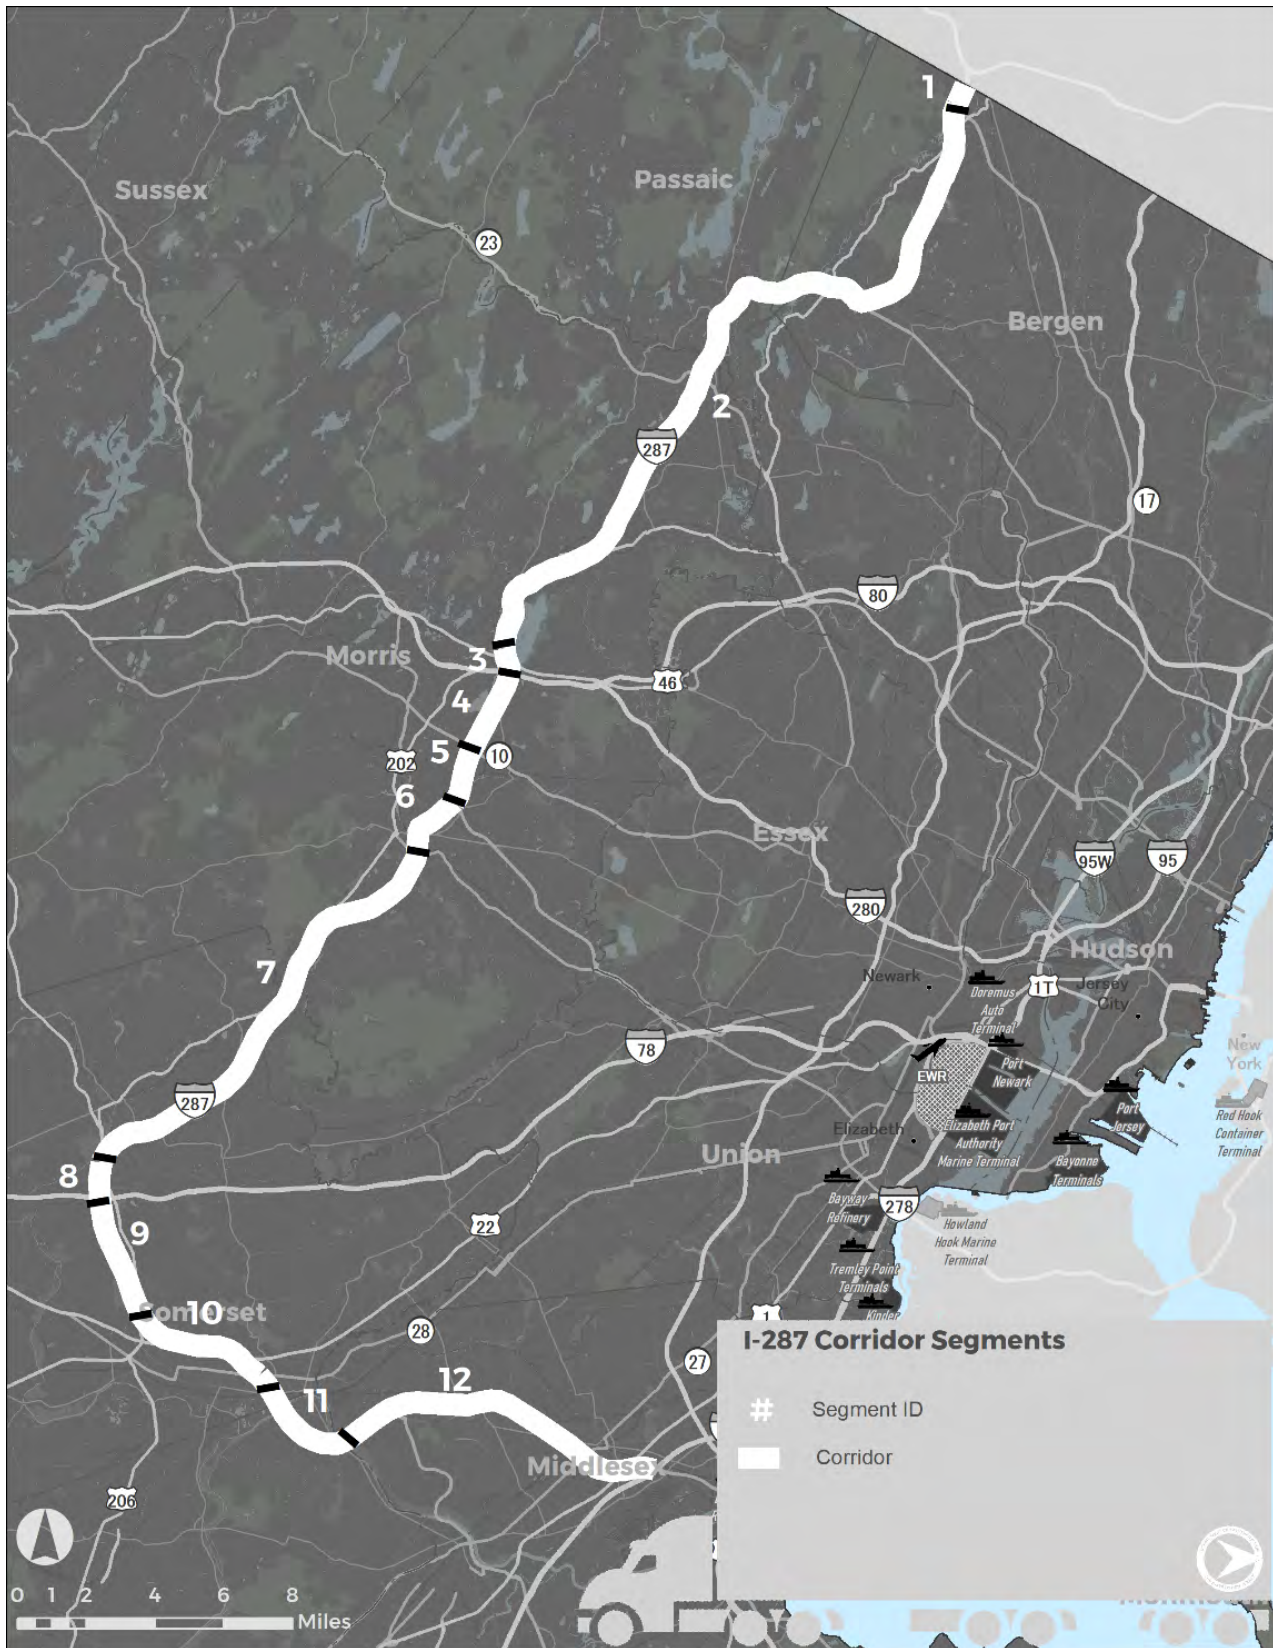 1
Sussex
Passaic
23
Bergen
2
287
17
80
Morris
3
46
4
5
10
202
6
Essex
95W
95
280
7
Hudson
Newark
Doremus
Auto
Terminal
1T
Jersey
City
78
New
York
EWR
Port
Newark
287
Port
Jersey
Red Hook
Container
Terminal
Elizabeth
Elizabeth Port
Authority
Marine Terminal
Union
Bayonne
Terminals
8
Bayway
Refinery
278
22
9
Howland
Hook Marine
Terminal
Tremley Point
Terminals
Kinder
10
Somerset
1
28
27
12
11
Middlesex
206
I-287 Corridor Segments
# Segment ID
Corridor
0 1 2 4 6 8
Miles